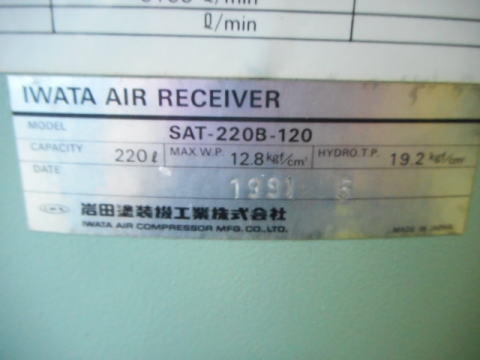 ℓ/min
IWATA AIR RECEIVER
MODEL SAT-220B-120
CAPACITY 220ℓ MAX.W.P. 12.8kgf/cm² HYDRO.T.P. 19.2kgf/cm²
DATE 1991 5
岩田塗装機工業株式会社
IWATA AIR COMPRESSOR MFG.CO.,LTD.
MADE IN JAPAN